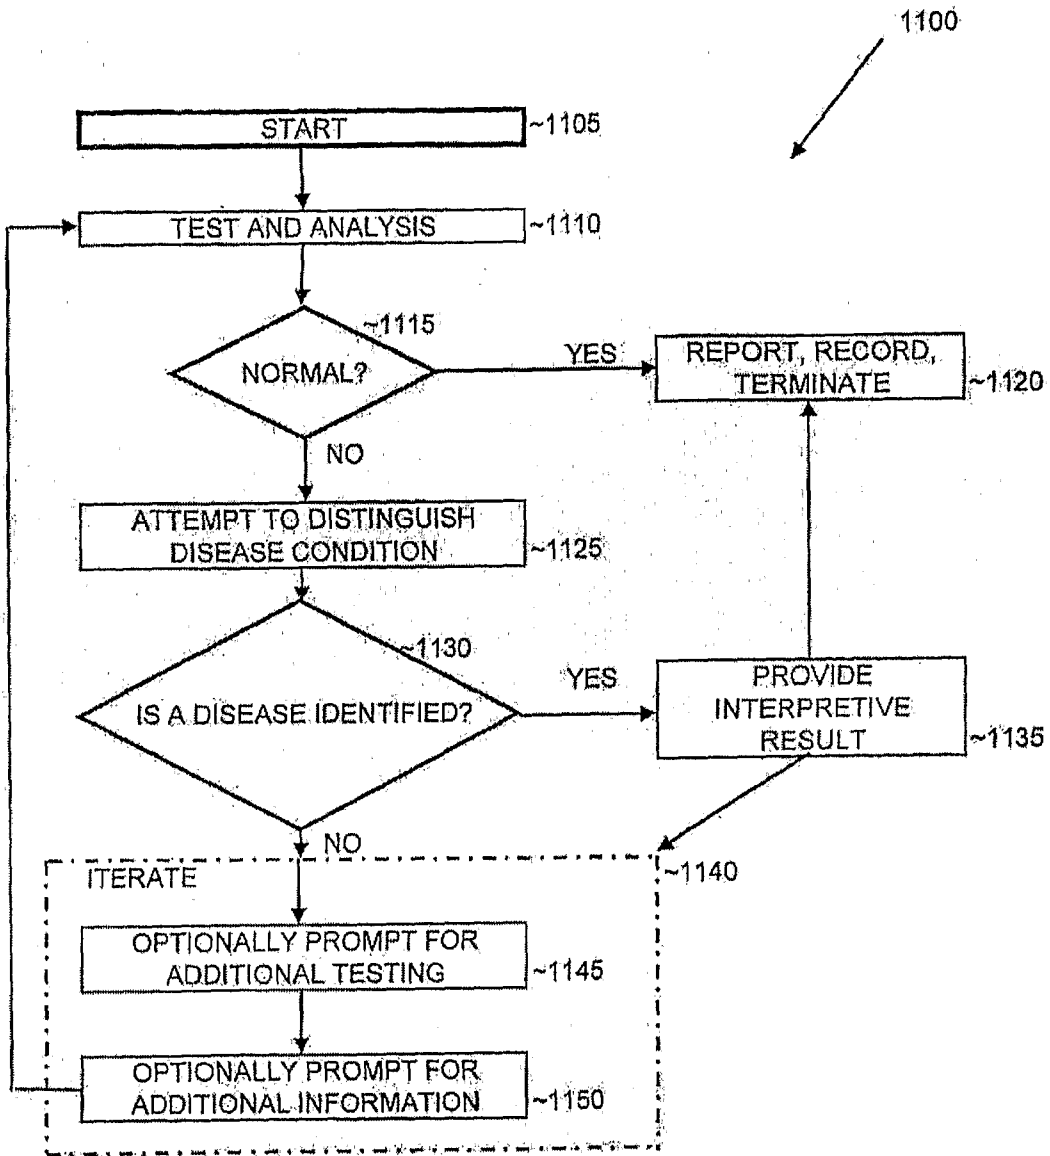 1100
START
~1105
TEST AND ANALYSIS
~1110
~1115
NORMAL?
YES
REPORT, RECORD,
TERMINATE
~1120
NO
ATTEMPT TO DISTINGUISH
DISEASE CONDITION
~1125
~1130
IS A DISEASE IDENTIFIED?
YES
PROVIDE
INTERPRETIVE
RESULT
~1135
NO
ITERATE
~1140
OPTIONALLY PROMPT FOR
ADDITIONAL TESTING
~1145
OPTIONALLY PROMPT FOR
ADDITIONAL INFORMATION
~1150